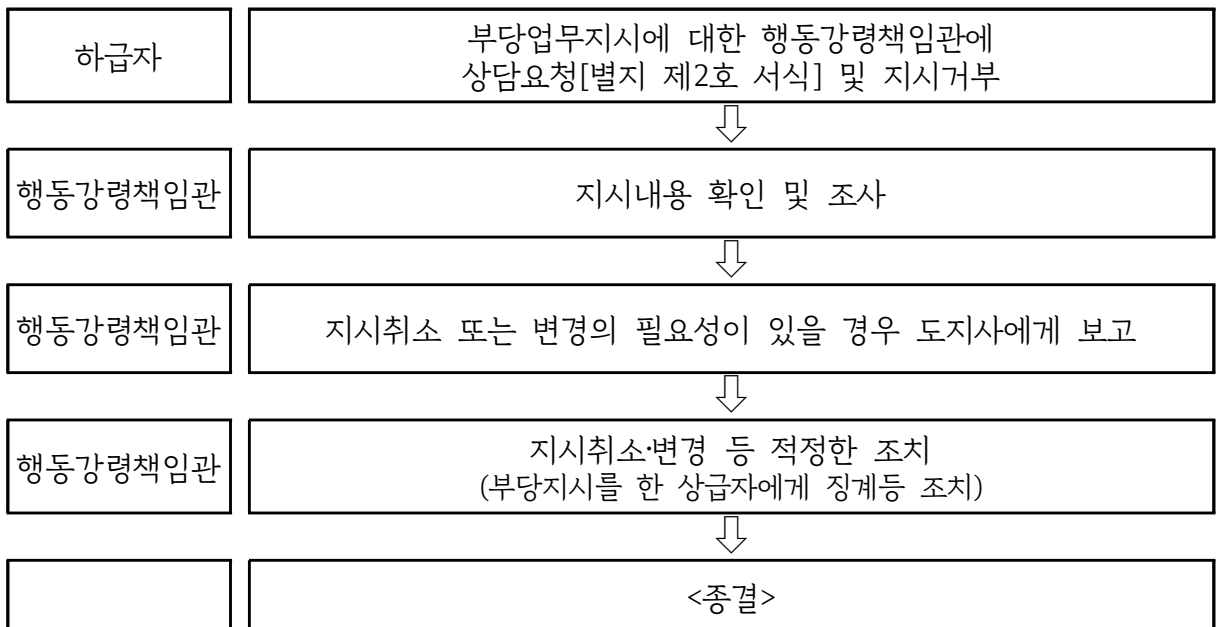 하급자
부당업무지시에 대한 행동강령책임관에
상담요청[별지 제2호 서식] 및 지시거부
행동강령책임관
지시내용 확인 및 조사
행동강령책임관
지시취소 또는 변경의 필요성이 있을 경우 도지사에게 보고
행동강령책임관
지시취소·변경 등 적정한 조치
(부당지시를 한 상급자에게 징계등 조치)
<종결>